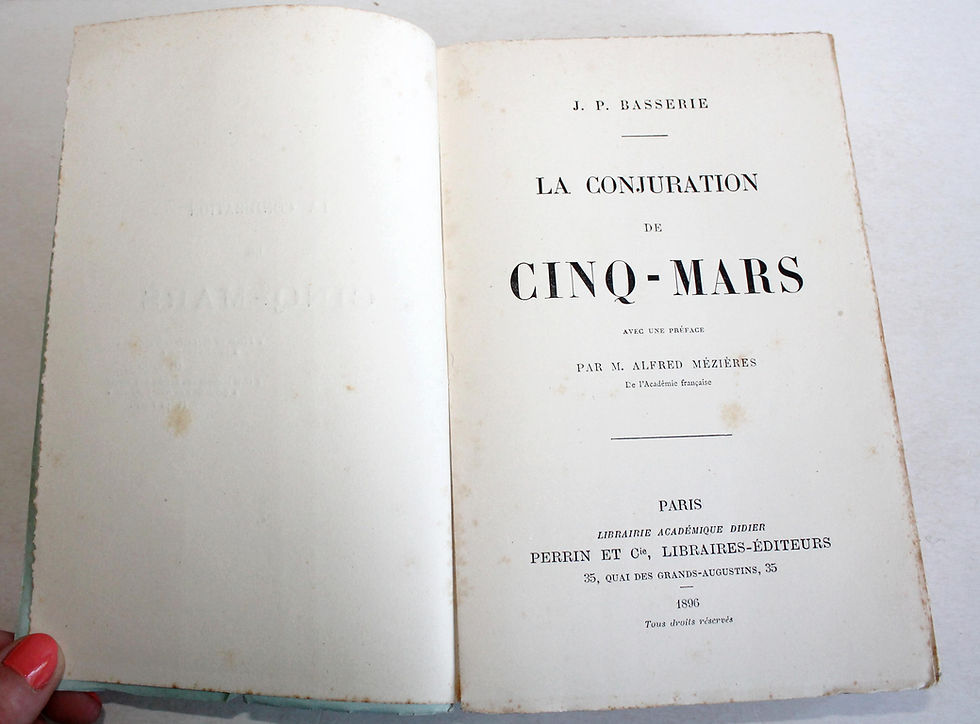 J. P. BASSERIE
LA CONJURATION
DE
CINQ-MARS
AVEC UNE PRÉFACE
PAR M. ALFRED MÉZIÈRES
De l'Académie française
PARIS
LIBRAIRIE ACADÉMIQUE DIDIER
PERRIN ET Cie, LIBRAIRES-ÉDITEURS
35, QUAI DES GRANDS-AUGUSTINS, 35
1896
Tous droits réservés